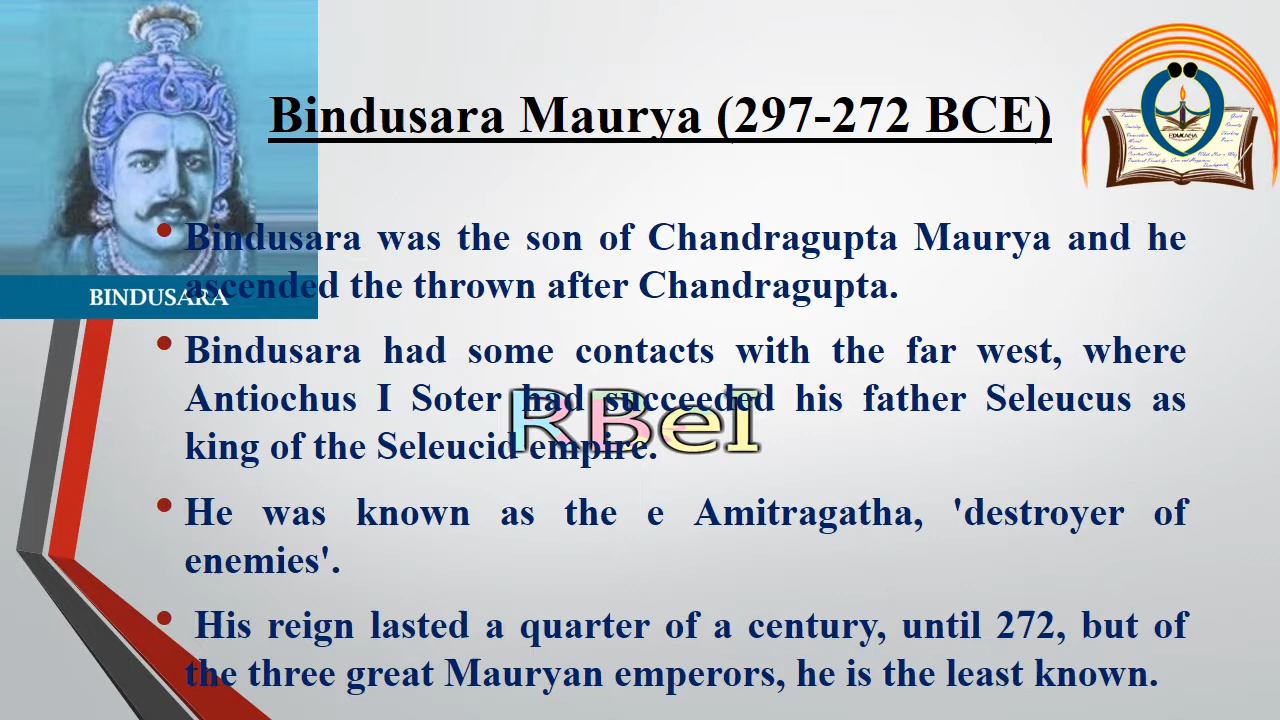 Bindusara Maurya (297-272 BCE)
BINDUSARA
• Bindusara was the son of Chandragupta Maurya and he
ascended the thrown after Chandragupta.
• Bindusara had some contacts with the far west, where
Antiochus I Soter had succeeded his father Seleucus as
king of the Seleucid empire.
RBeI
• He was known as the e Amitragatha, 'destroyer of
enemies'.
• His reign lasted a quarter of a century, until 272, but of
the three great Mauryan emperors, he is the least known.